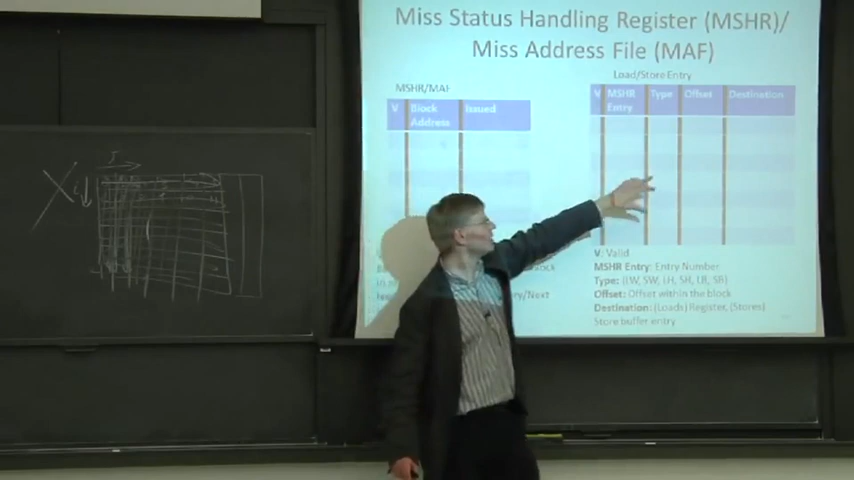 Miss Status Handling Register (MSHR)/
Miss Address File (MAF)
MSHR/MAF
V Block Address Issued
Load/Store Entry
V MSHR Entry Type Offset Destination
V: Valid
MSHR Entry: Entry Number
Type: {LW, SW, LH, SH, LB, SB}
Offset: Offset within the block
Destination: (Loads) Register, (Stores)
Store buffer entry